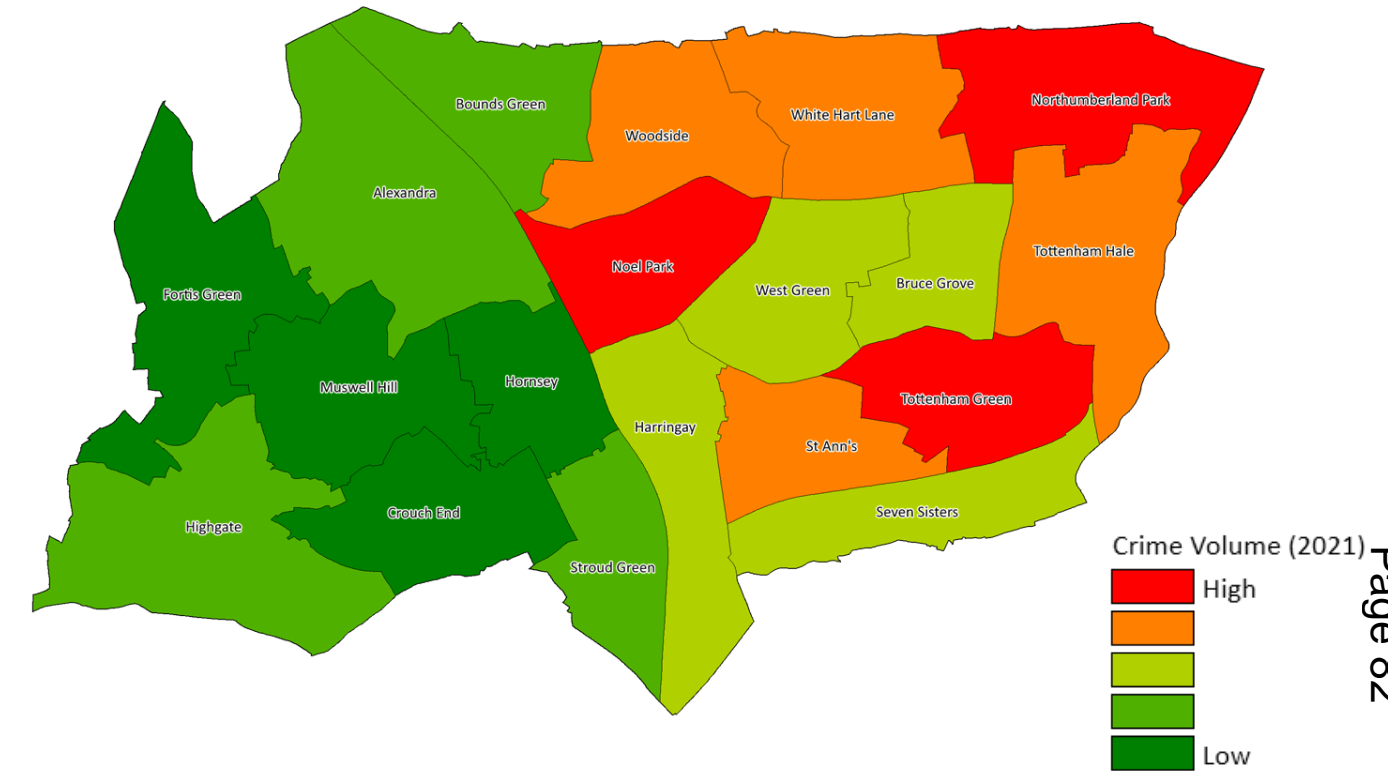 Bounds Green
Northumberland Park
White Hart Lane
Woodside
Alexandra
Tottenham Hale
Noel Park
Bruce Grove
West Green
Fortis Green
Hornsey
Muswell Hill
Tottenham Green
Harringay
St Ann's
Seven Sisters
Crouch End
Highgate
Stroud Green
Crime Volume (2021)
High
Low
Page 82